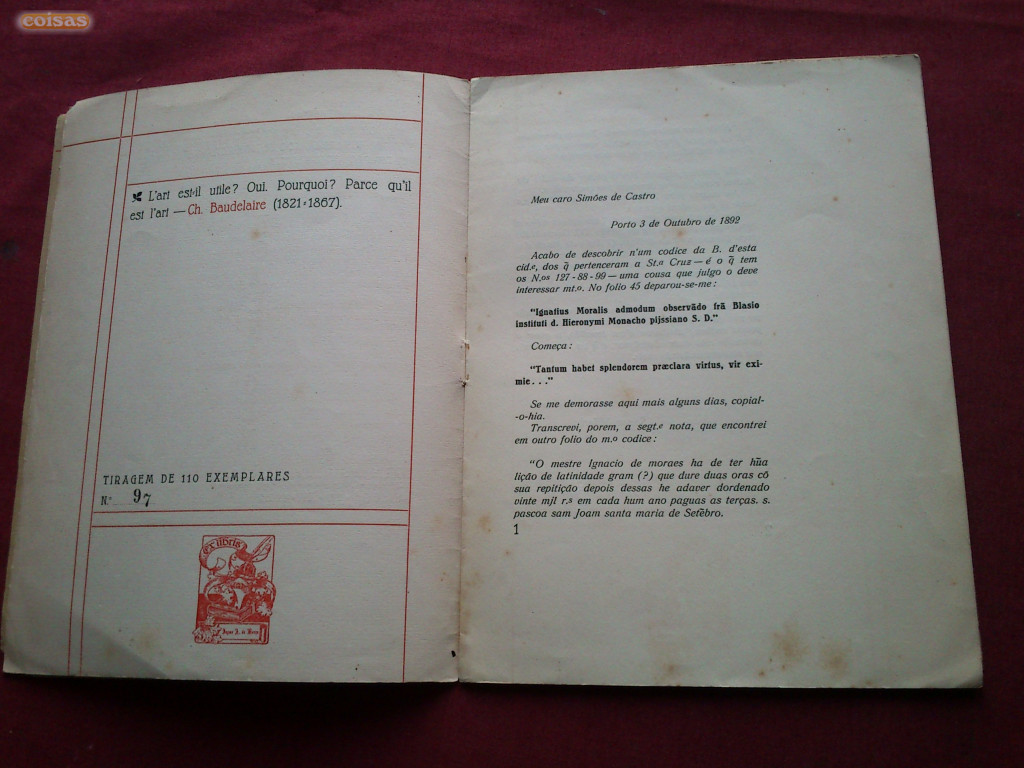 coisas
L'art est-il utile? Oui. Pourquoi? Parce qu'il
est l'art — Ch. Baudelaire (1821-1867).
TIRAGEM DE 110 EXEMPLARES
N.º 97
Ex libris
Meu caro Simões de Castro
Porto 3 de Outubro de 1892
Acabo de descobrir n'um codice da B. d'esta
cid.e, dos q̃ pertenceram a St.a Cruz — é o q̃ tem
os N.os 127-88-99 — uma cousa que julgo o deve
interessar mt.o. No folio 45 deparou-se-me:
"Ignatius Moralis admodum observãdo frã Blasio
instituti d. Hieronymi Monacho pijssiano S. D."
Começa:
"Tantum habet splendorem præclara virtus, vir exi-
mie..."
Se me demorasse aqui mais alguns dias, copial-
-o-hia.
Transcrevi, porem, a segt.e nota, que encontrei
em outro folio do m.o codice:
"O mestre Ignacio de moraes ha de ter hũa
lição de latinidade gram (?) que dure duas oras cõ
sua repitição depois dessas he adaver dordenado
vinte mjl r.s em cada hum ano paguas as terças. s.
pascoa sam Joam santa maria de Setẽbro.
1